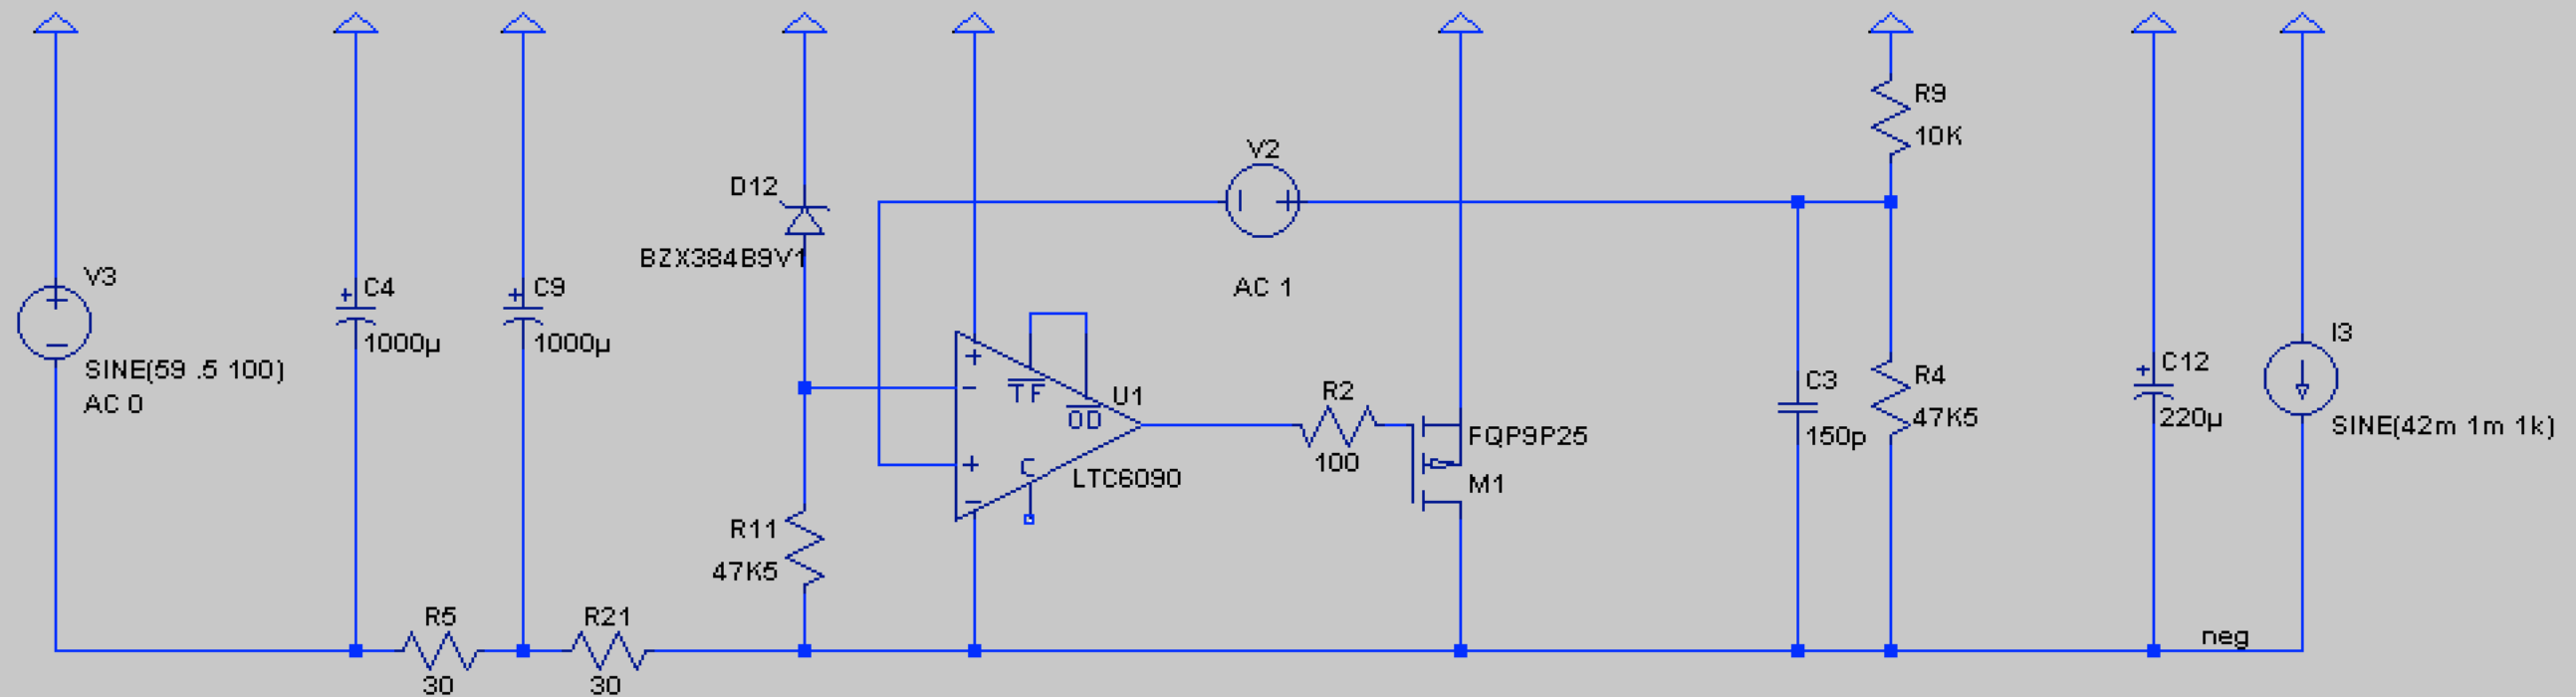 V3
SINE(59 .5 100)
AC 0
C4
1000µ
C9
1000µ
R5
30
R21
30
D12
BZX384B9V1
R11
47K5
V2
AC 1
TF
OD
C
U1
LTC6090
R2
100
FQP9P25
M1
R9
10K
C3
150p
R4
47K5
C12
220µ
I3
SINE(42m 1m 1k)
neg